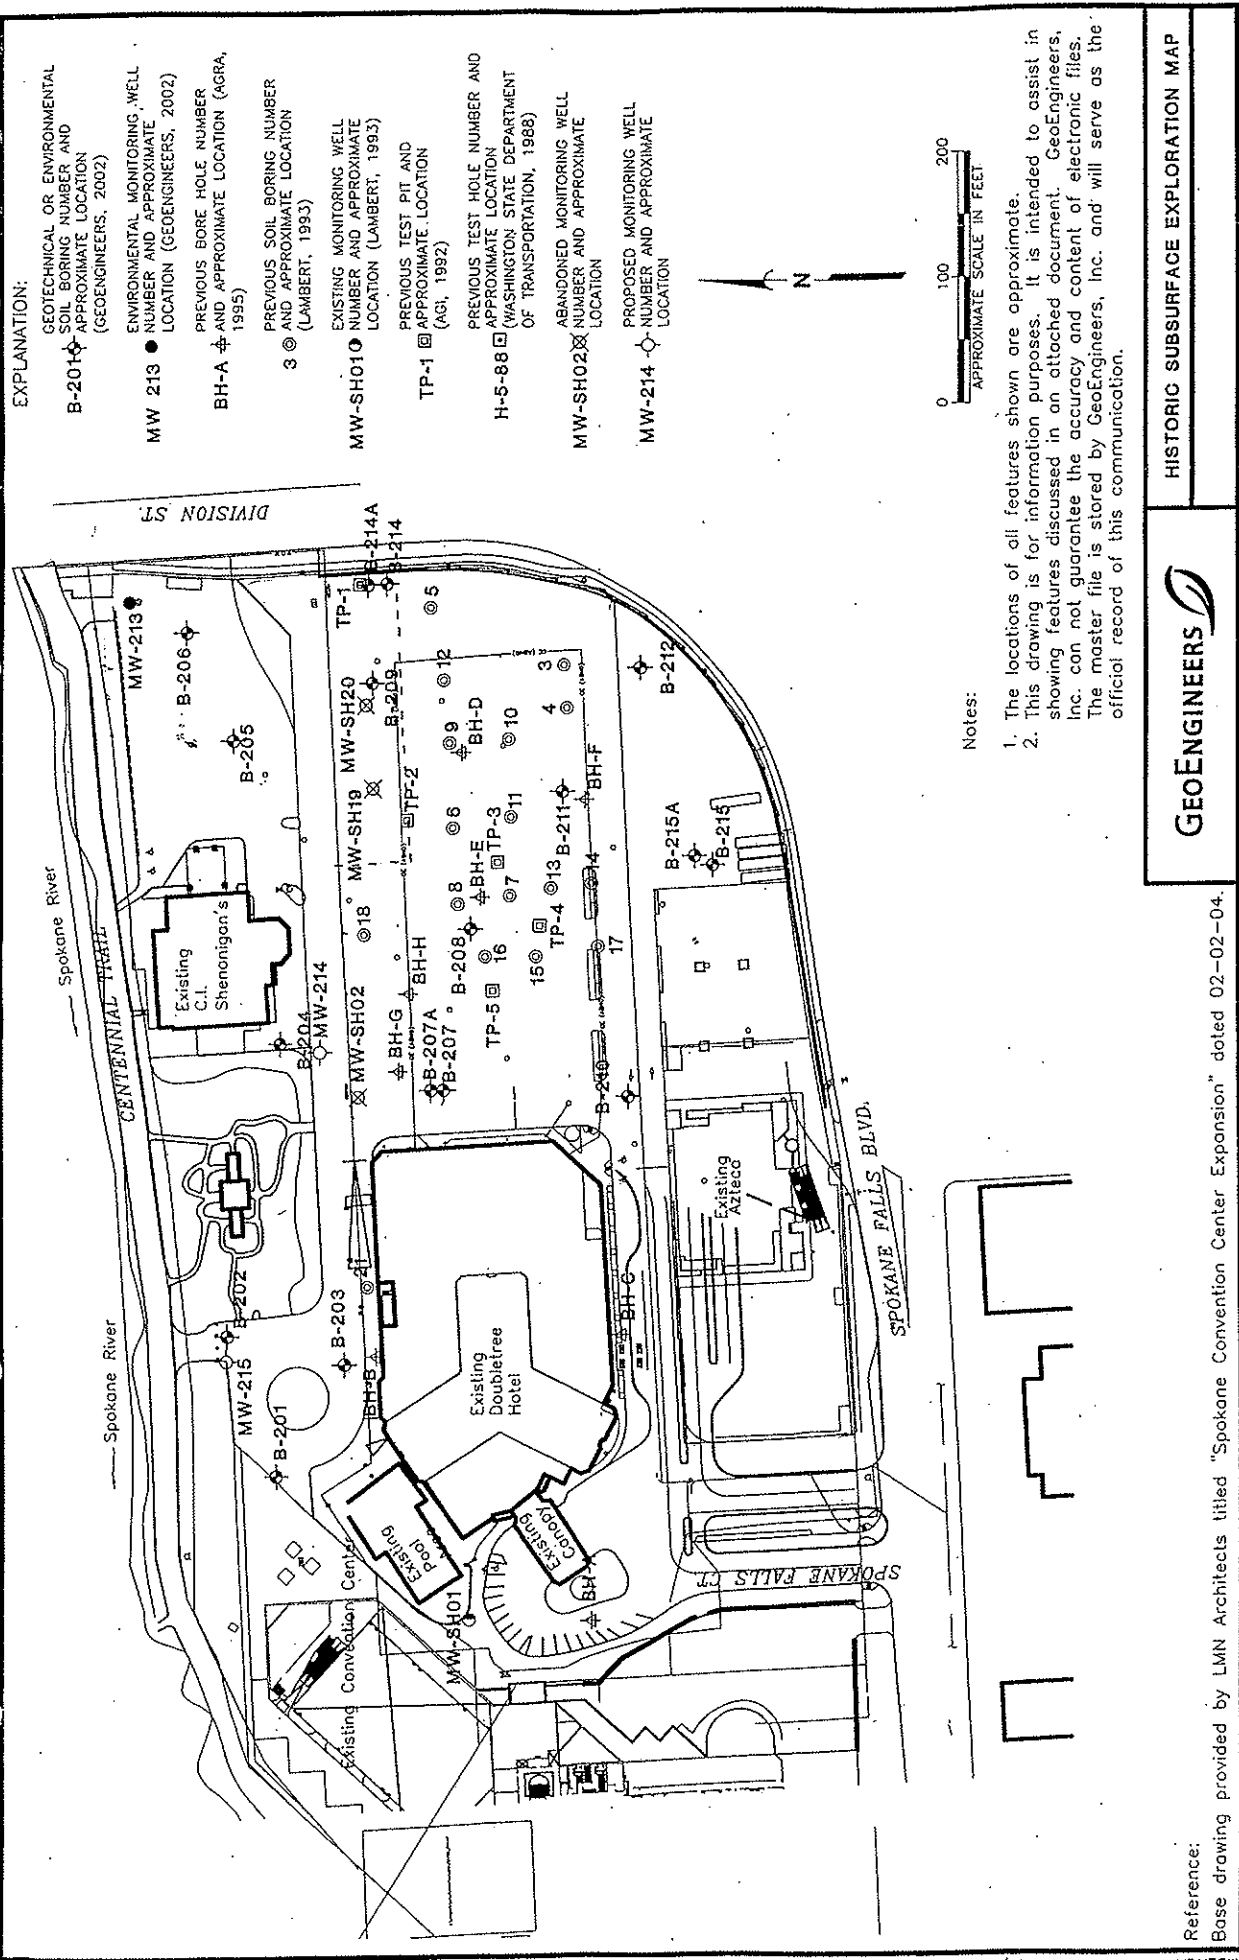 EXPLANATION:
GEOTECHNICAL OR ENVIRONMENTAL
SOIL BORING NUMBER AND
B-201 APPROXIMATE LOCATION
(GEOENGINEERS, 2002)
ENVIRONMENTAL MONITORING WELL
MW 213 NUMBER AND APPROXIMATE
LOCATION (GEOENGINEERS, 2002)
PREVIOUS BORE HOLE NUMBER
BH-A AND APPROXIMATE LOCATION (AGRA,
1995)
PREVIOUS SOIL BORING NUMBER
3 AND APPROXIMATE LOCATION
(LAMBERT, 1993)
EXISTING MONITORING WELL
MW-SH01 NUMBER AND APPROXIMATE
LOCATION (LAMBERT, 1993)
PREVIOUS TEST PIT AND
TP-1 APPROXIMATE LOCATION
(AGI, 1992)
PREVIOUS TEST HOLE NUMBER AND
H-5-88 APPROXIMATE LOCATION
(WASHINGTON STATE DEPARTMENT
OF TRANSPORTATION, 1988)
ABANDONED MONITORING WELL
MW-SH02 NUMBER AND APPROXIMATE
LOCATION
PROPOSED MONITORING WELL
MW-214 NUMBER AND APPROXIMATE
LOCATION
N
0 100 200
APPROXIMATE SCALE IN FEET
Spokane River
Spokane River
CENTENNIAL TRAIL
DIVISION ST.
MW-213
B-206
B-205
Existing
C.I.
Shenonigan's
B-204
MW-214
B-202
MW-215
B-203
B-201
TP-1
B-214A
B-214
5
MW-SH20
B-209
12
3
4
B-212
MW-SH19
TP-2
9
BH-D
10
BH-F
6
11
TP-3
B-211
18
BH-E
8
7
13
14
TP-4
B-208
16
15
17
BH-H
TP-5
MW-SH02
BH-G
B-207A
B-207
B-210
B-215A
B-215
21
BH-B
BH-C
Existing
Doubletree
Hotel
Existing
Azteca
Existing
Pool
Area
Existing
Canopy
Existing Convention Center
MW-SH01
SPOKANE FALLS BLVD.
SPOKANE FALLS CT.
Notes:
1. The locations of all features shown are approximate.
2. This drawing is for information purposes. It is intended to assist in
showing features discussed in an attached document. GeoEngineers,
Inc. can not guarantee the accuracy and content of electronic files.
The master file is stored by GeoEngineers, Inc. and will serve as the
official record of this communication.
Reference:
Base drawing provided by LMN Architects titled "Spokane Convention Center Expansion" dated 02-02-04.
GEOENGINEERS
HISTORIC SUBSURFACE EXPLORATION MAP